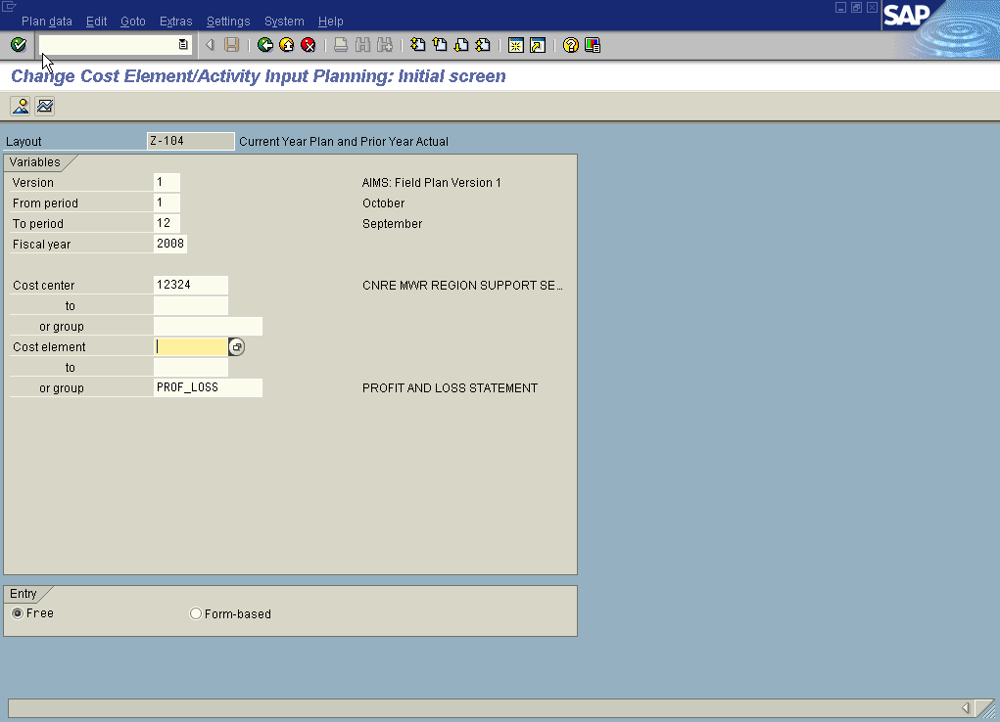 Plan data Edit Goto Extras Settings System Help
SAP
Change Cost Element/Activity Input Planning: Initial screen
Layout Z-104 Current Year Plan and Prior Year Actual
Variables
Version 1 AIMS: Field Plan Version 1
From period 1 October
To period 12 September
Fiscal year 2008
Cost center 12324 CNRE MWR REGION SUPPORT SE...
to
or group
Cost element
to
or group PROF_LOSS PROFIT AND LOSS STATEMENT
Entry
Free Form-based